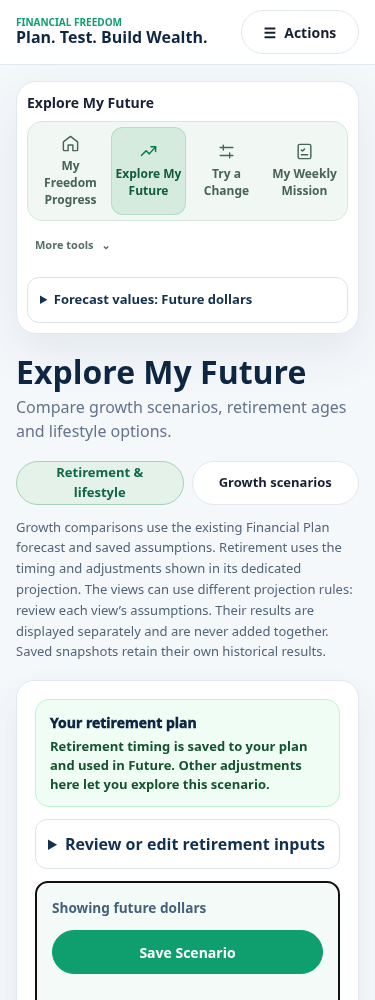 FINANCIAL FREEDOM
Plan. Test. Build Wealth.
☰ Actions
Explore My Future
My
Freedom
Progress
Explore My
Future
Try a
Change
My Weekly
Mission
More tools ⌄
▶ Forecast values: Future dollars
Explore My Future
Compare growth scenarios, retirement ages
and lifestyle options.
Retirement &
lifestyle
Growth scenarios
Growth comparisons use the existing Financial Plan
forecast and saved assumptions. Retirement uses the
timing and adjustments shown in its dedicated
projection. The views can use different projection rules:
review each view’s assumptions. Their results are
displayed separately and are never added together.
Saved snapshots retain their own historical results.
Your retirement plan
Retirement timing is saved to your plan
and used in Future. Other adjustments
here let you explore this scenario.
▶ Review or edit retirement inputs
Showing future dollars
Save Scenario